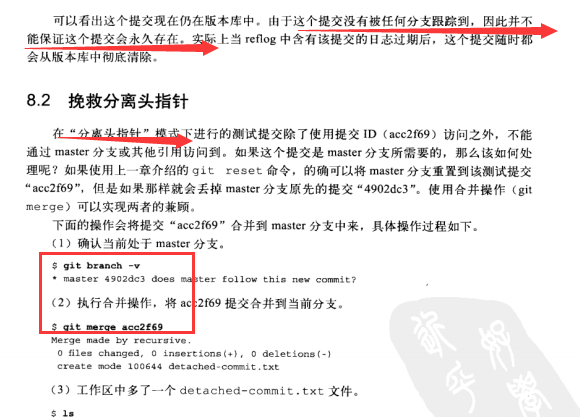 可以看出这个提交现在仍在版本库中。由于这个提交没有被任何分支跟踪到，因此并不
能保证这个提交会永久存在。实际上当 reflog 中含有该提交的日志过期后，这个提交随时都
会从版本库中彻底清除。
8.2 挽救分离头指针
在“分离头指针”模式下进行的测试提交除了使用提交 ID（acc2f69）访问之外，不能
通过 master 分支或其他引用访问到。如果这个提交是 master 分支所需要的，那么该如何处
理呢？如果使用上一章介绍的 git reset 命令，的确可以将 master 分支重置到该测试提交
“acc2f69”，但是如果那样就会丢掉 master 分支原先的提交“4902dc3”。使用合并操作（git
merge）可以实现两者的兼顾。
下面的操作会将提交“acc2f69”合并到 master 分支中来，具体操作过程如下。
（1）确认当前处于 master 分支。
$ git branch -v
* master 4902dc3 does master follow this new commit?
（2）执行合并操作，将 acc2f69 提交合并到当前分支。
$ git merge acc2f69
Merge made by recursive.
0 files changed, 0 insertions(+), 0 deletions(-)
create mode 100644 detached-commit.txt
（3）工作区中多了一个 detached-commit.txt 文件。
$ ls